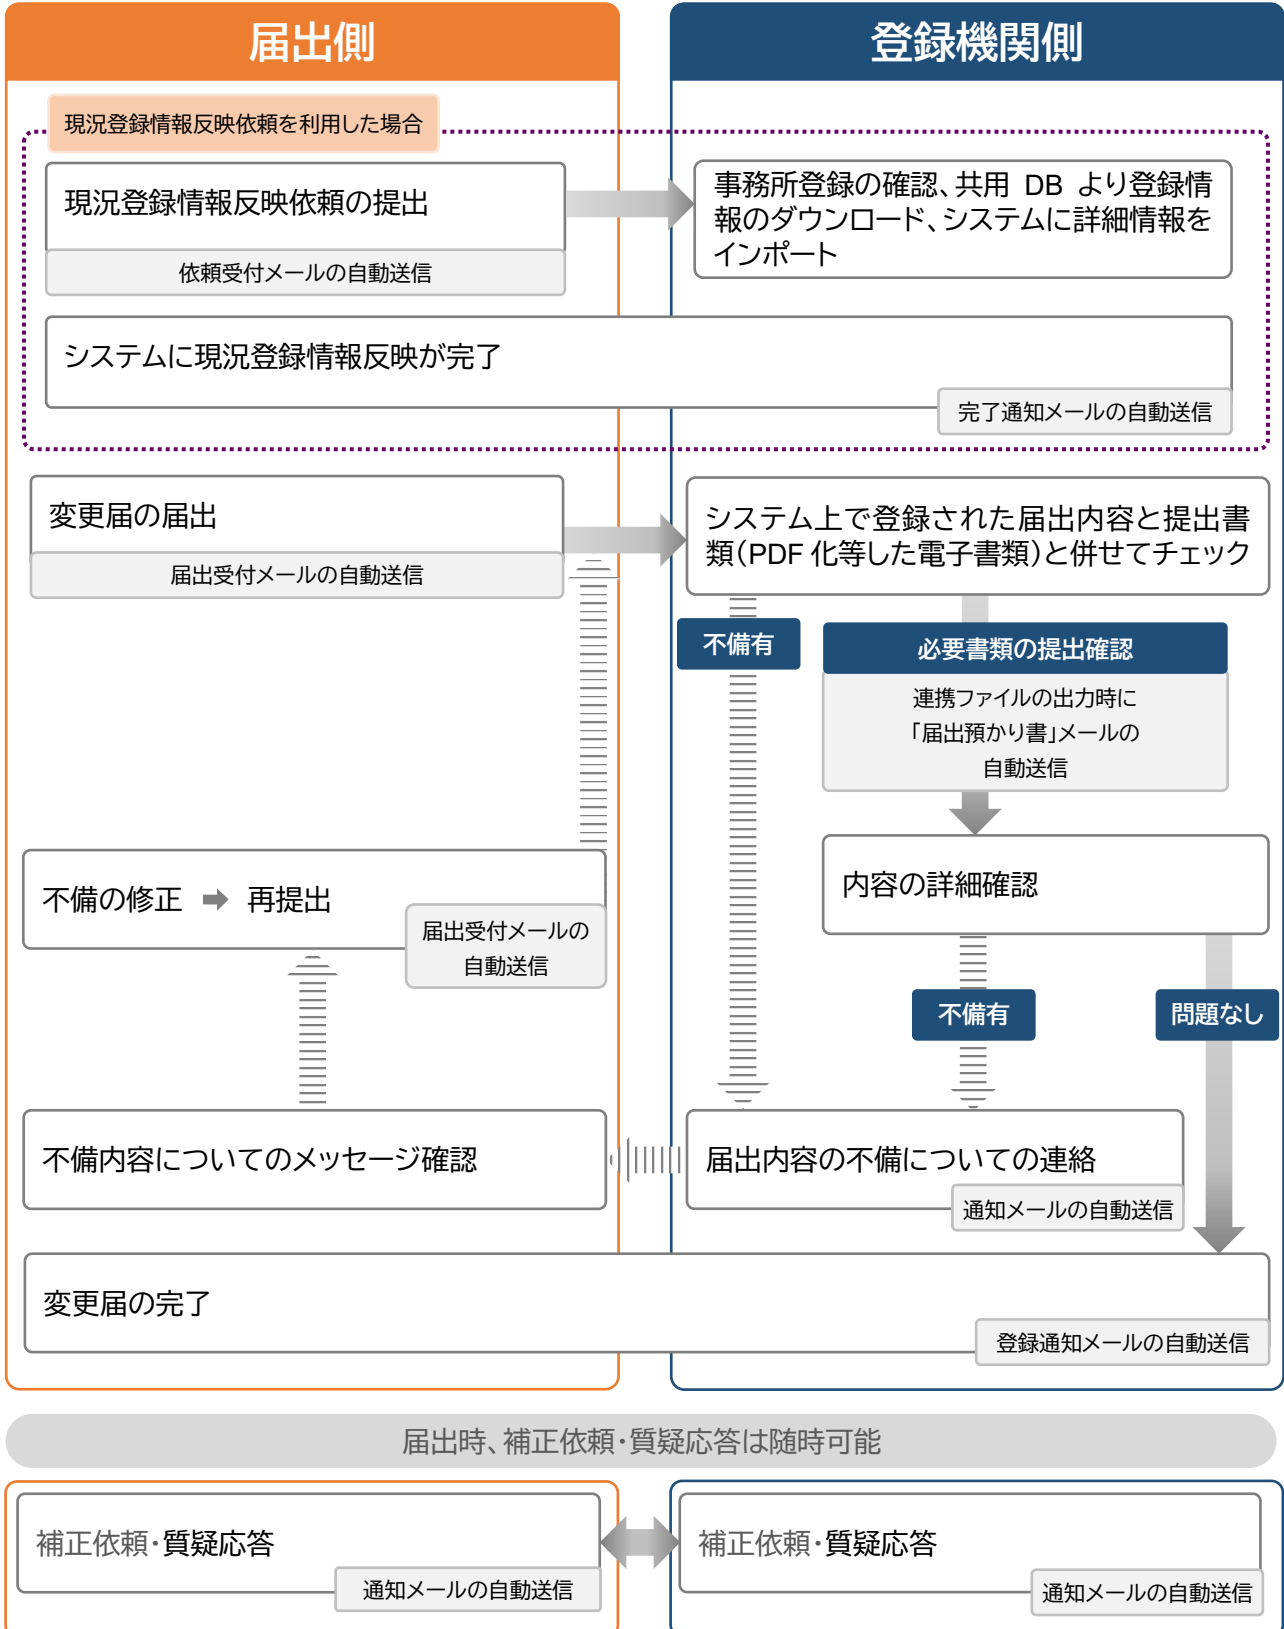 届出側
登録機関側
現況登録情報反映依頼を利用した場合
現況登録情報反映依頼の提出
依頼受付メールの自動送信
事務所登録の確認、共用 DB より登録情
報のダウンロード、システムに詳細情報を
インポート
システムに現況登録情報反映が完了
完了通知メールの自動送信
変更届の届出
届出受付メールの自動送信
システム上で登録された届出内容と提出書
類（PDF 化等した電子書類）と併せてチェック
不備有
必要書類の提出確認
連携ファイルの出力時に
「届出預かり書」メールの
自動送信
内容の詳細確認
不備の修正 ➡ 再提出
届出受付メールの
自動送信
不備有
問題なし
不備内容についてのメッセージ確認
届出内容の不備についての連絡
通知メールの自動送信
変更届の完了
登録通知メールの自動送信
届出時、補正依頼・質疑応答は随時可能
補正依頼・質疑応答
通知メールの自動送信
補正依頼・質疑応答
通知メールの自動送信